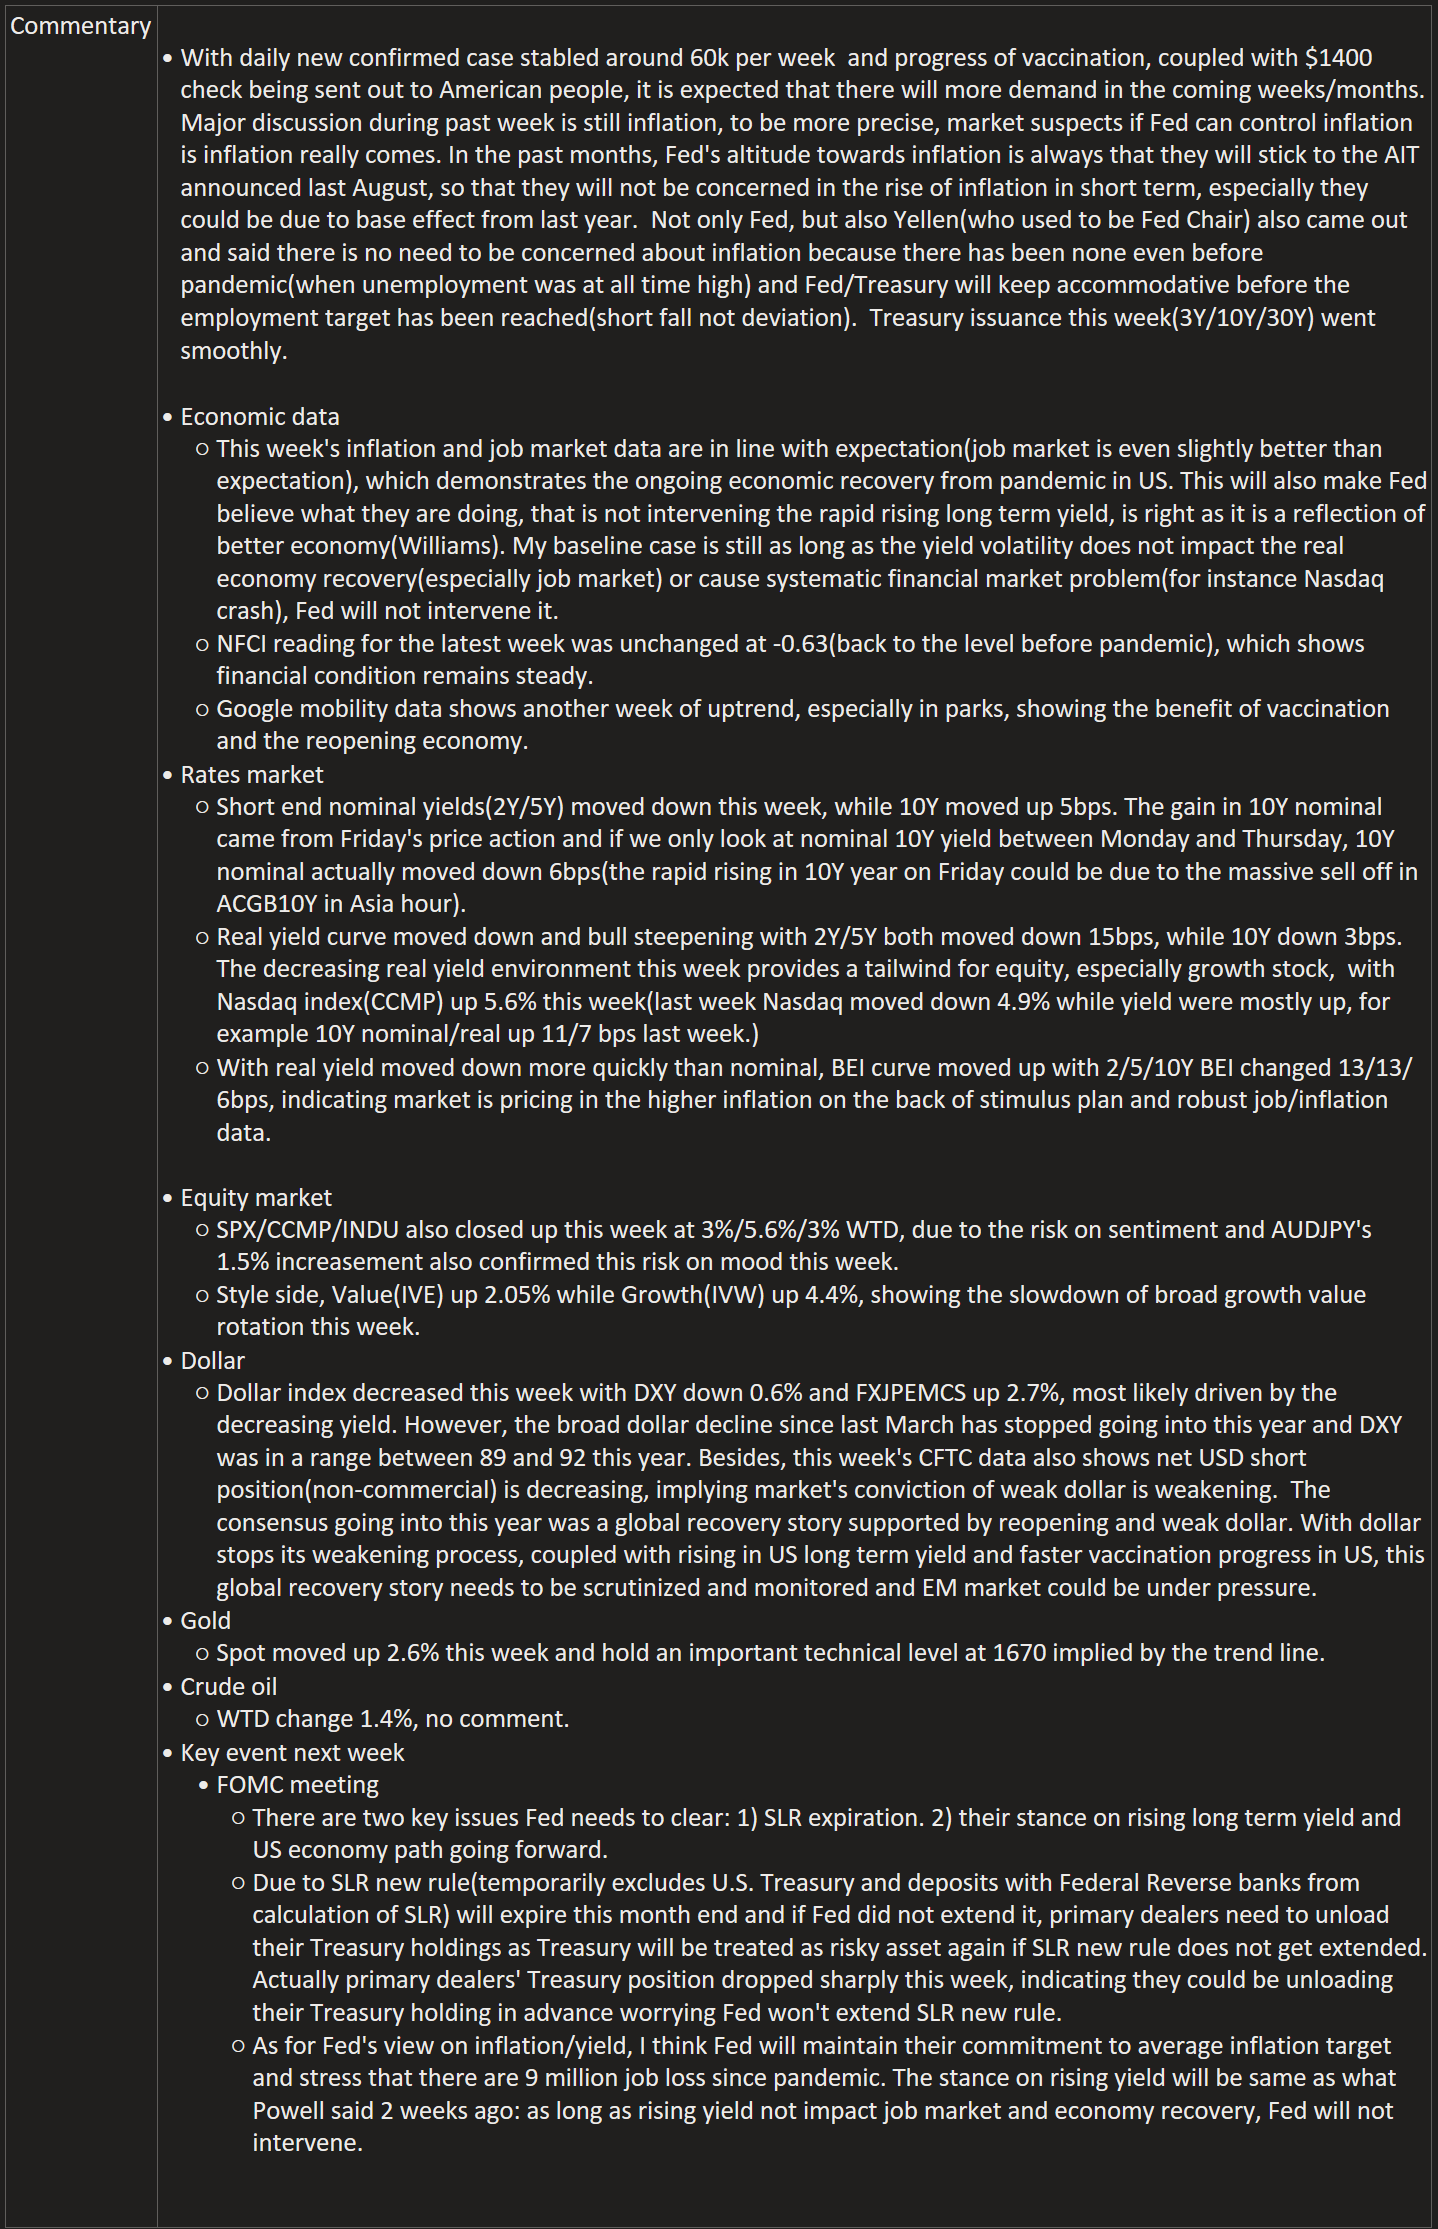 Commentary
• With daily new confirmed case stabled around 60k per week  and progress of vaccination, coupled with $1400
check being sent out to American people, it is expected that there will more demand in the coming weeks/months.
Major discussion during past week is still inflation, to be more precise, market suspects if Fed can control inflation
is inflation really comes. In the past months, Fed's altitude towards inflation is always that they will stick to the AIT
announced last August, so that they will not be concerned in the rise of inflation in short term, especially they
could be due to base effect from last year.  Not only Fed, but also Yellen(who used to be Fed Chair) also came out
and said there is no need to be concerned about inflation because there has been none even before
pandemic(when unemployment was at all time high) and Fed/Treasury will keep accommodative before the
employment target has been reached(short fall not deviation).  Treasury issuance this week(3Y/10Y/30Y) went
smoothly.
• Economic data
○ This week's inflation and job market data are in line with expectation(job market is even slightly better than
expectation), which demonstrates the ongoing economic recovery from pandemic in US. This will also make Fed
believe what they are doing, that is not intervening the rapid rising long term yield, is right as it is a reflection of
better economy(Williams). My baseline case is still as long as the yield volatility does not impact the real
economy recovery(especially job market) or cause systematic financial market problem(for instance Nasdaq
crash), Fed will not intervene it.
○ NFCI reading for the latest week was unchanged at -0.63(back to the level before pandemic), which shows
financial condition remains steady.
○ Google mobility data shows another week of uptrend, especially in parks, showing the benefit of vaccination
and the reopening economy.
• Rates market
○ Short end nominal yields(2Y/5Y) moved down this week, while 10Y moved up 5bps. The gain in 10Y nominal
came from Friday's price action and if we only look at nominal 10Y yield between Monday and Thursday, 10Y
nominal actually moved down 6bps(the rapid rising in 10Y year on Friday could be due to the massive sell off in
ACGB10Y in Asia hour).
○ Real yield curve moved down and bull steepening with 2Y/5Y both moved down 15bps, while 10Y down 3bps.
The decreasing real yield environment this week provides a tailwind for equity, especially growth stock,  with
Nasdaq index(CCMP) up 5.6% this week(last week Nasdaq moved down 4.9% while yield were mostly up, for
example 10Y nominal/real up 11/7 bps last week.)
○ With real yield moved down more quickly than nominal, BEI curve moved up with 2/5/10Y BEI changed 13/13/
6bps, indicating market is pricing in the higher inflation on the back of stimulus plan and robust job/inflation
data.
• Equity market
○ SPX/CCMP/INDU also closed up this week at 3%/5.6%/3% WTD, due to the risk on sentiment and AUDJPY's
1.5% increasement also confirmed this risk on mood this week.
○ Style side, Value(IVE) up 2.05% while Growth(IVW) up 4.4%, showing the slowdown of broad growth value
rotation this week.
• Dollar
○ Dollar index decreased this week with DXY down 0.6% and FXJPEMCS up 2.7%, most likely driven by the
decreasing yield. However, the broad dollar decline since last March has stopped going into this year and DXY
was in a range between 89 and 92 this year. Besides, this week's CFTC data also shows net USD short
position(non-commercial) is decreasing, implying market's conviction of weak dollar is weakening.  The
consensus going into this year was a global recovery story supported by reopening and weak dollar. With dollar
stops its weakening process, coupled with rising in US long term yield and faster vaccination progress in US, this
global recovery story needs to be scrutinized and monitored and EM market could be under pressure.
• Gold
○ Spot moved up 2.6% this week and hold an important technical level at 1670 implied by the trend line.
• Crude oil
○ WTD change 1.4%, no comment.
• Key event next week
• FOMC meeting
○ There are two key issues Fed needs to clear: 1) SLR expiration. 2) their stance on rising long term yield and
US economy path going forward.
○ Due to SLR new rule(temporarily excludes U.S. Treasury and deposits with Federal Reverse banks from
calculation of SLR) will expire this month end and if Fed did not extend it, primary dealers need to unload
their Treasury holdings as Treasury will be treated as risky asset again if SLR new rule does not get extended.
Actually primary dealers' Treasury position dropped sharply this week, indicating they could be unloading
their Treasury holding in advance worrying Fed won't extend SLR new rule.
○ As for Fed's view on inflation/yield, I think Fed will maintain their commitment to average inflation target
and stress that there are 9 million job loss since pandemic. The stance on rising yield will be same as what
Powell said 2 weeks ago: as long as rising yield not impact job market and economy recovery, Fed will not
intervene.